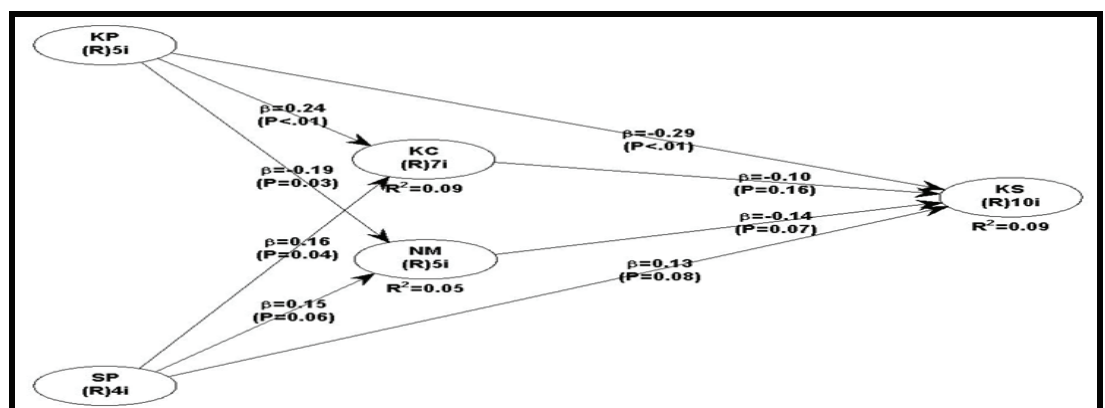 KP
(R)5i
β=0.24
(P<.01)
β=-0.29
(P<.01)
KC
(R)7i
R²=0.09
β=-0.19
(P=0.03)
β=-0.10
(P=0.16)
KS
(R)10i
R²=0.09
β=-0.14
(P=0.07)
β=0.16
(P=0.04)
NM
(R)5i
R²=0.05
β=0.13
(P=0.08)
β=0.15
(P=0.06)
SP
(R)4i